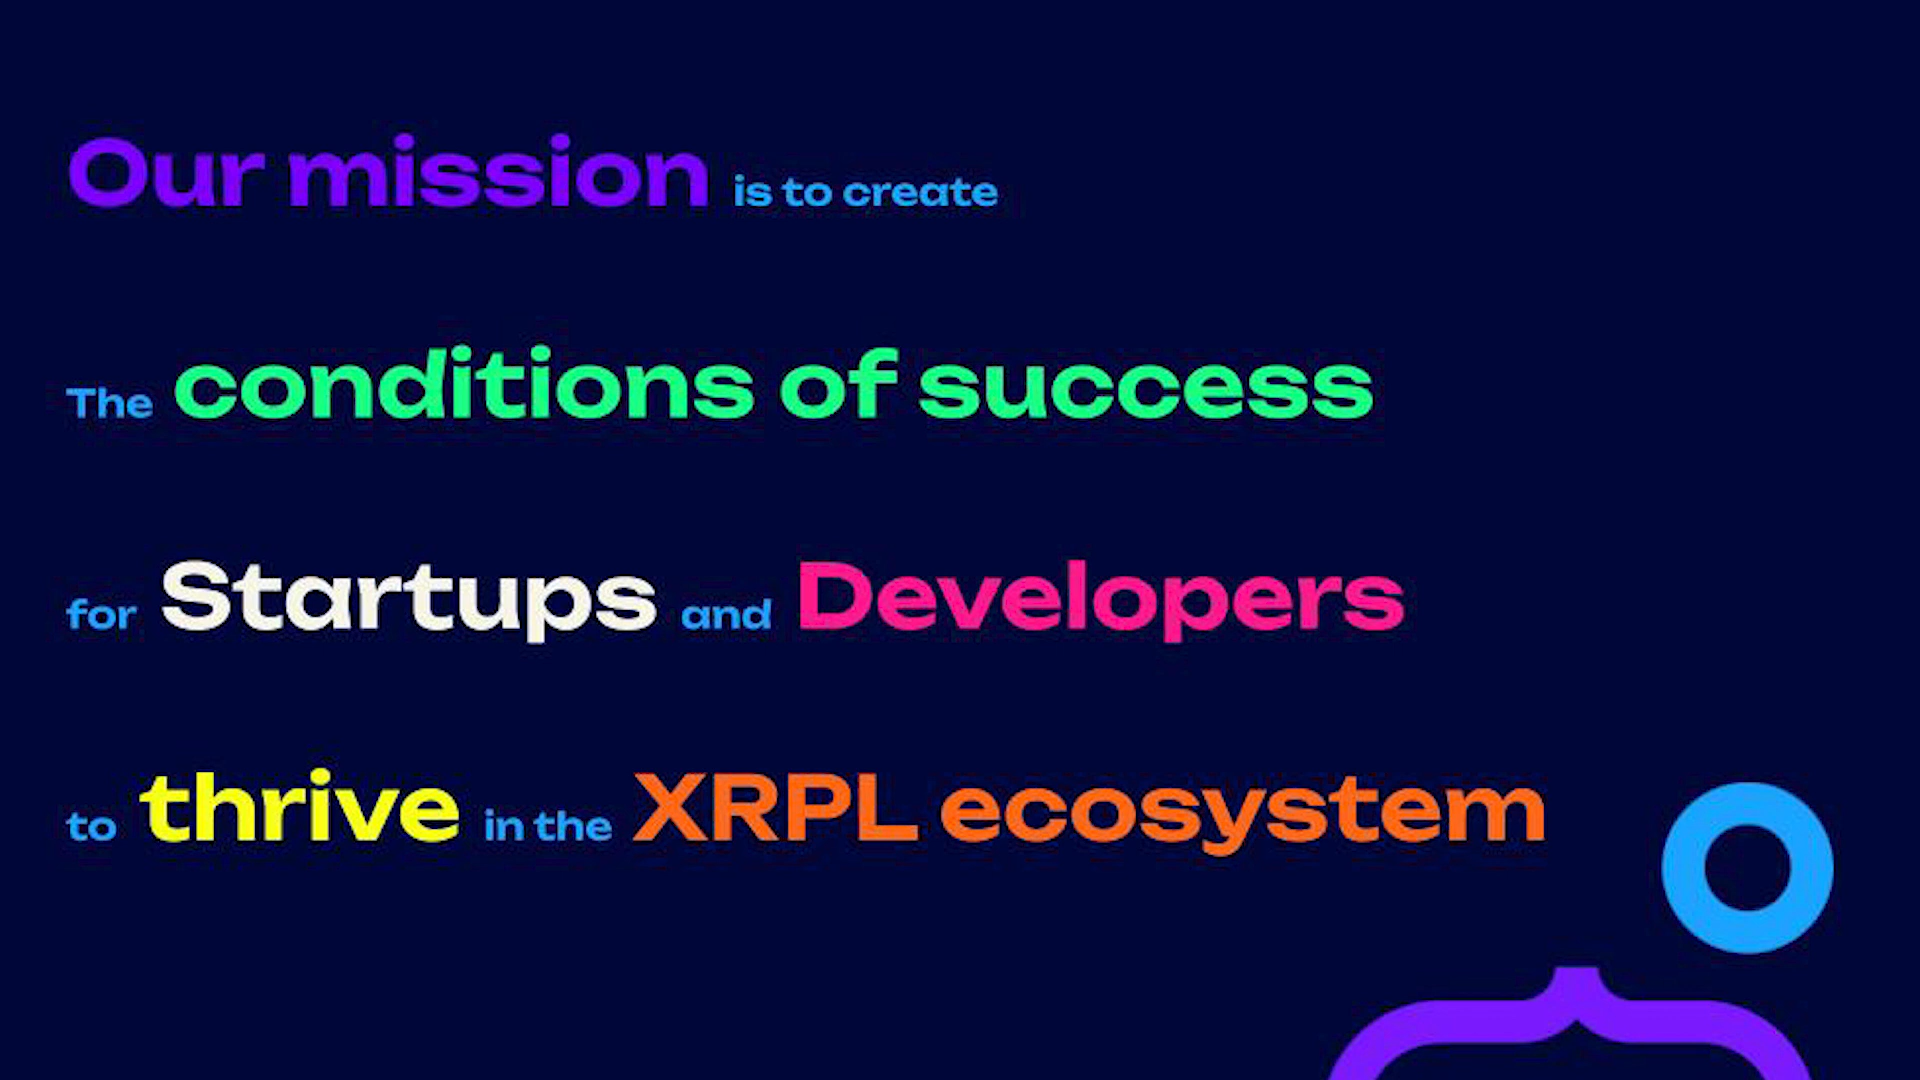 Our mission is to create
The conditions of success
for Startups and Developers
to thrive in the XRPL ecosystem